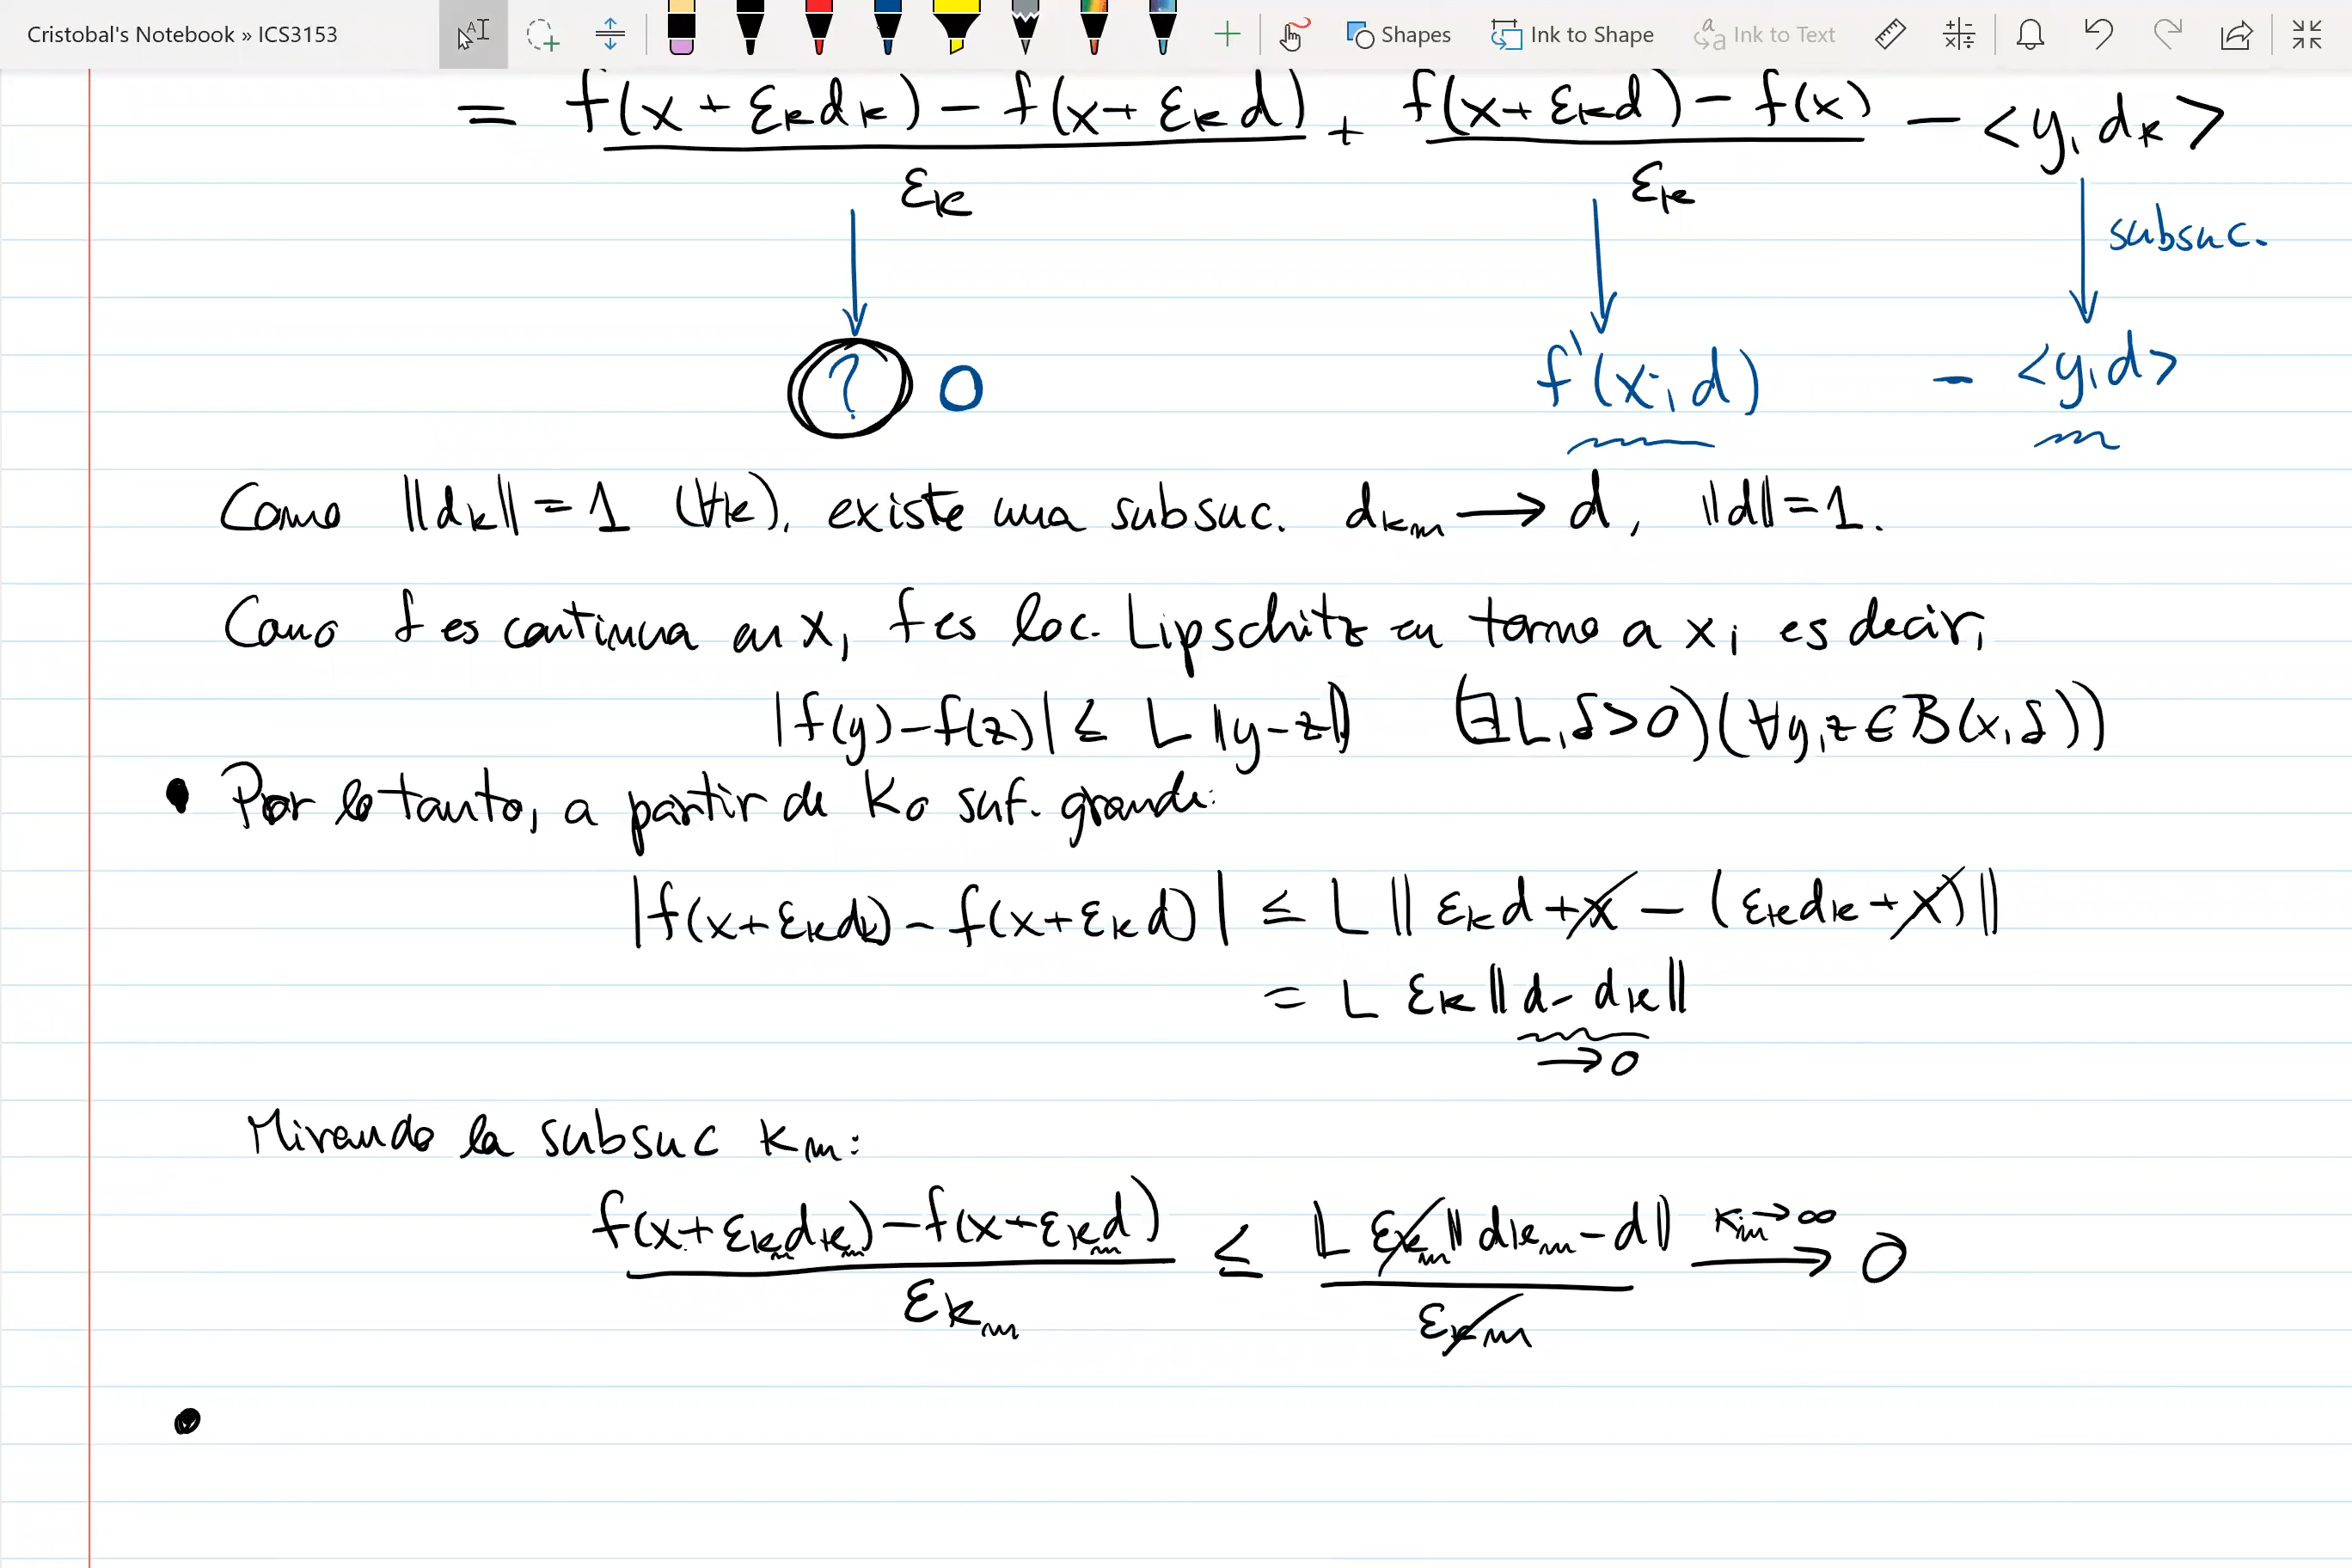 Cristobal's Notebook » ICS3153 Shapes Ink to Shape Ink to Text
= f(x + εₖdₖ) − f(x + εₖd) / εₖ + f(x + εₖd) − f(x) / εₖ − <y, dₖ>
subsuc.
? 0 f'(x; d) − <y, d>
Como ||dₖ|| = 1 (∀k), existe una subsuc. dₖₘ → d, ||d|| = 1.
Como f es continua en x, f es loc. Lipschitz en torno a x; es decir,
|f(y) − f(z)| ≤ L ||y − z|| (∃ L, δ > 0)(∀y, z ∈ B(x, δ))
• Por lo tanto, a partir de K₀ suf. grande:
|f(x + εₖdₖ) − f(x + εₖd)| ≤ L || εₖd + x − (εₖdₖ + x) ||
= L εₖ || d − dₖ ||
→ 0
Mirando la subsuc kₘ:
f(x + εₖₘdₖₘ) − f(x + εₖₘd) / εₖₘ ≤ L εₖₘ || dₖₘ − d || / εₖₘ kₘ→∞ → 0
•